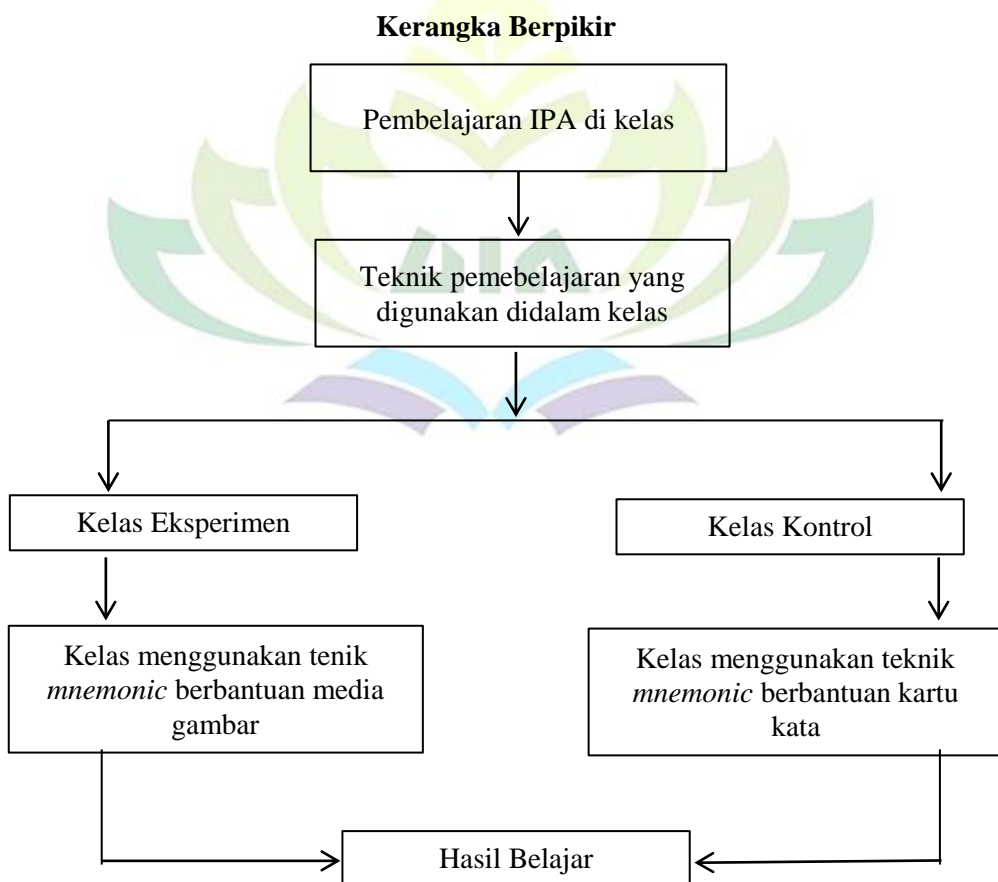 Kerangka Berpikir
Pembelajaran IPA di kelas
Teknik pemebelajaran yang
digunakan didalam kelas
UIN
Kelas Eksperimen
Kelas Kontrol
Kelas menggunakan tenik
mnemonic berbantuan media
gambar
Kelas menggunakan teknik
mnemonic berbantuan kartu
kata
Hasil Belajar